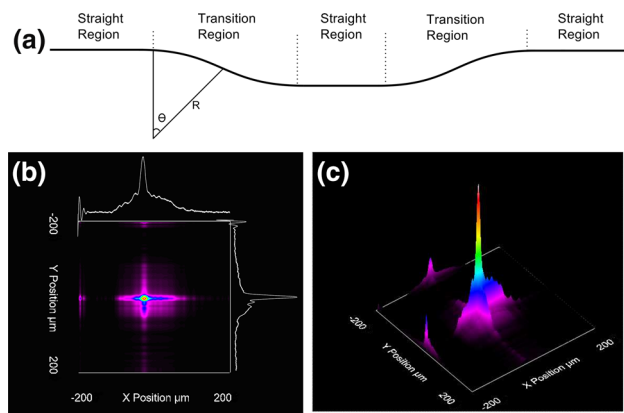 Straight Region
Transition Region
Straight Region
Transition Region
Straight Region
(a)
Θ
R
(b)
-200
Y Position µm
200
-200
X Position µm
200
(c)
-200
Y Position µm
200
-200
X Position µm
200